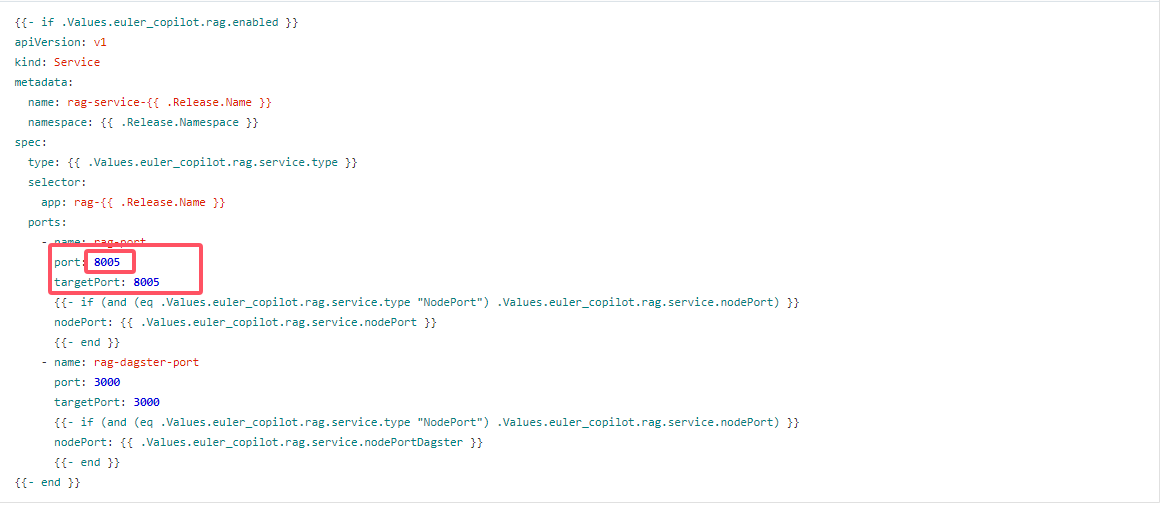 {{- if .Values.euler_copilot.rag.enabled }}
apiVersion: v1
kind: Service
metadata:
  name: rag-service-{{ .Release.Name }}
  namespace: {{ .Release.Namespace }}
spec:
  type: {{ .Values.euler_copilot.rag.service.type }}
  selector:
    app: rag-{{ .Release.Name }}
  ports:
    - name: rag-port
      port: 8005
      targetPort: 8005
      {{- if (and (eq .Values.euler_copilot.rag.service.type "NodePort") .Values.euler_copilot.rag.service.nodePort) }}
      nodePort: {{ .Values.euler_copilot.rag.service.nodePort }}
      {{- end }}
    - name: rag-dagster-port
      port: 3000
      targetPort: 3000
      {{- if (and (eq .Values.euler_copilot.rag.service.type "NodePort") .Values.euler_copilot.rag.service.nodePort) }}
      nodePort: {{ .Values.euler_copilot.rag.service.nodePortDagster }}
      {{- end }}
{{- end }}